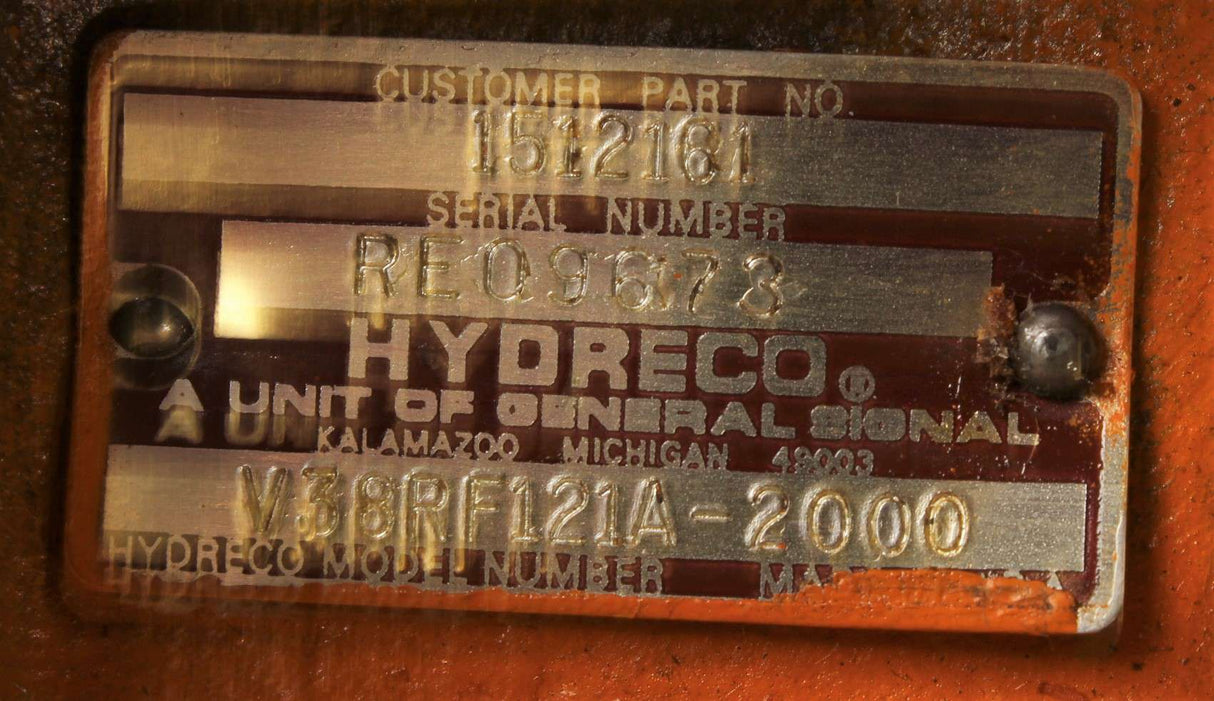 CUSTOMER PART NO.
1512161
SERIAL NUMBER
REO9673
HYDRECO®
A UNIT OF GENERAL SIGNAL
KALAMAZOO MICHIGAN 49003
V38RF121A-2000
HYDRECO MODEL NUMBER